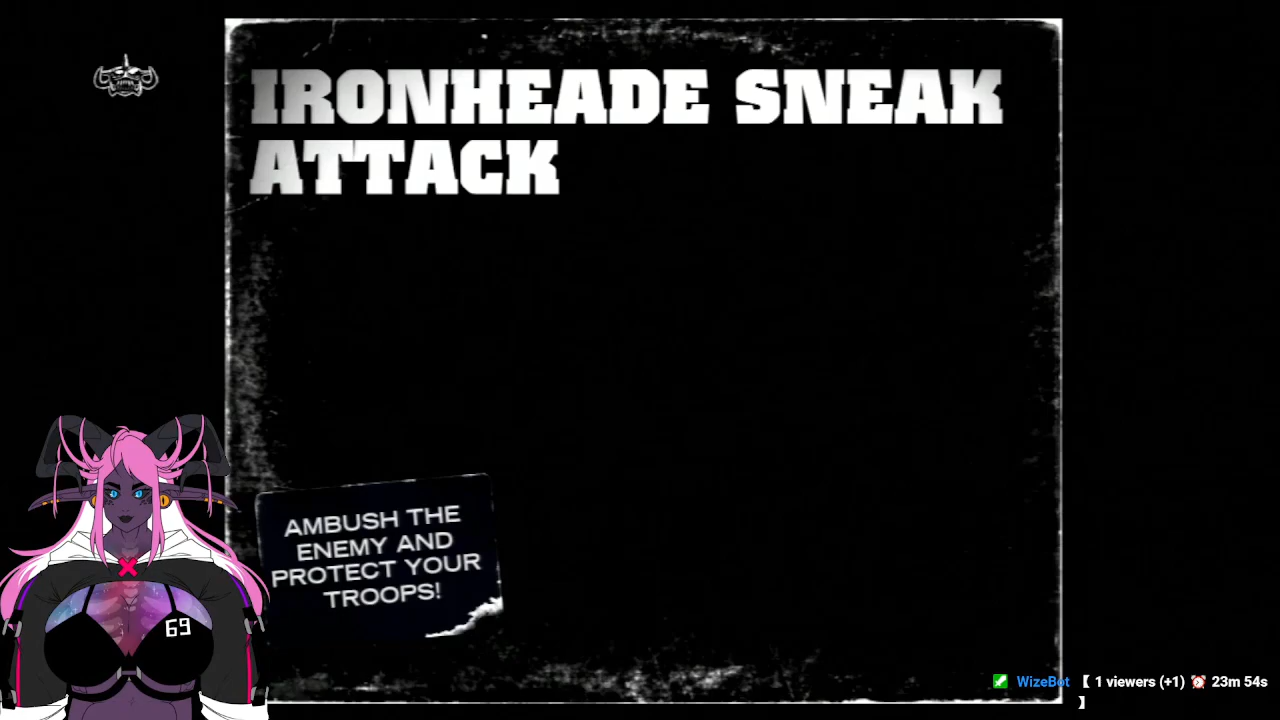 IRONHEADE SNEAK
ATTACK
AMBUSH THE
ENEMY AND
PROTECT YOUR
TROOPS!
69
WizeBot 【 1 viewers (+1) ⏰ 23m 54s
】